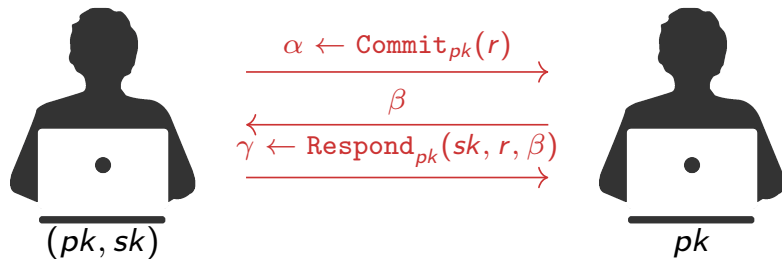 α ← Commit_pk(r)
β
γ ← Respond_pk(sk, r, β)
(pk, sk)
pk